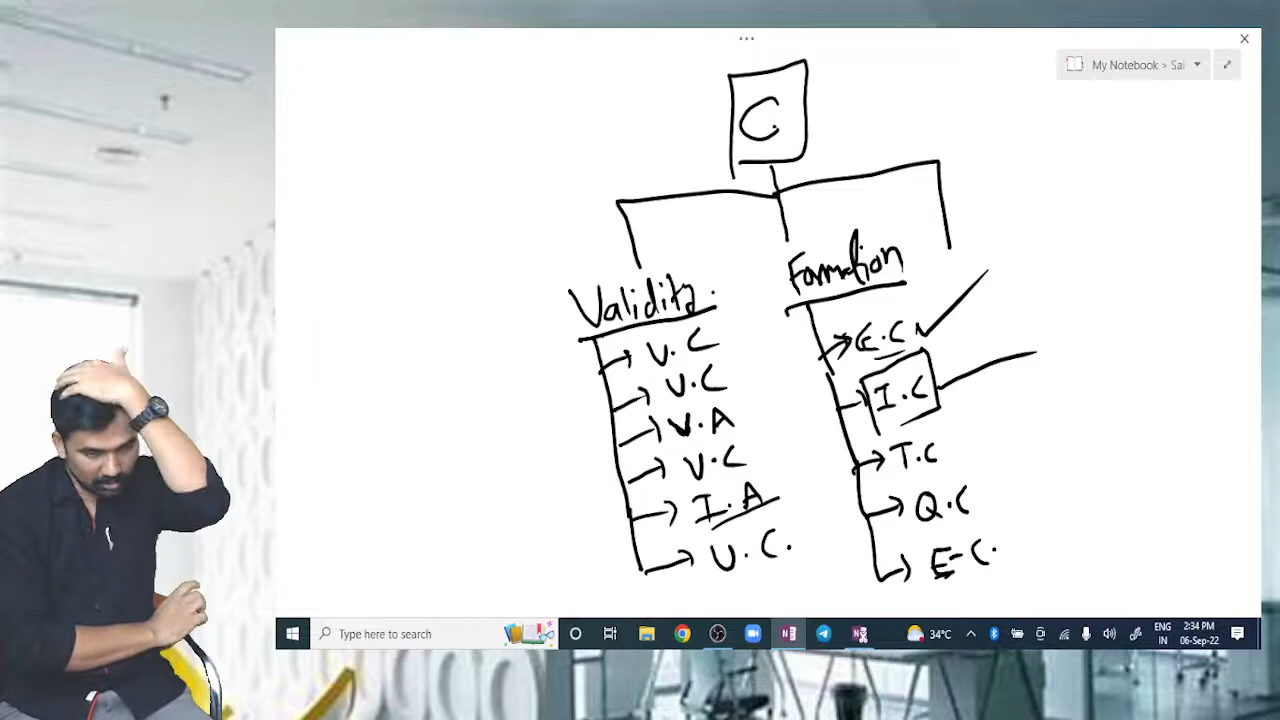 My Notebook > Sai
C
Validity.
V.C
V.C
V.A
V.C
I.A
U.C.
Formation
E.C
I.C
T.C
Q.C
E-C.
Type here to search
34°C
ENG
IN
2:34 PM
06-Sep-22